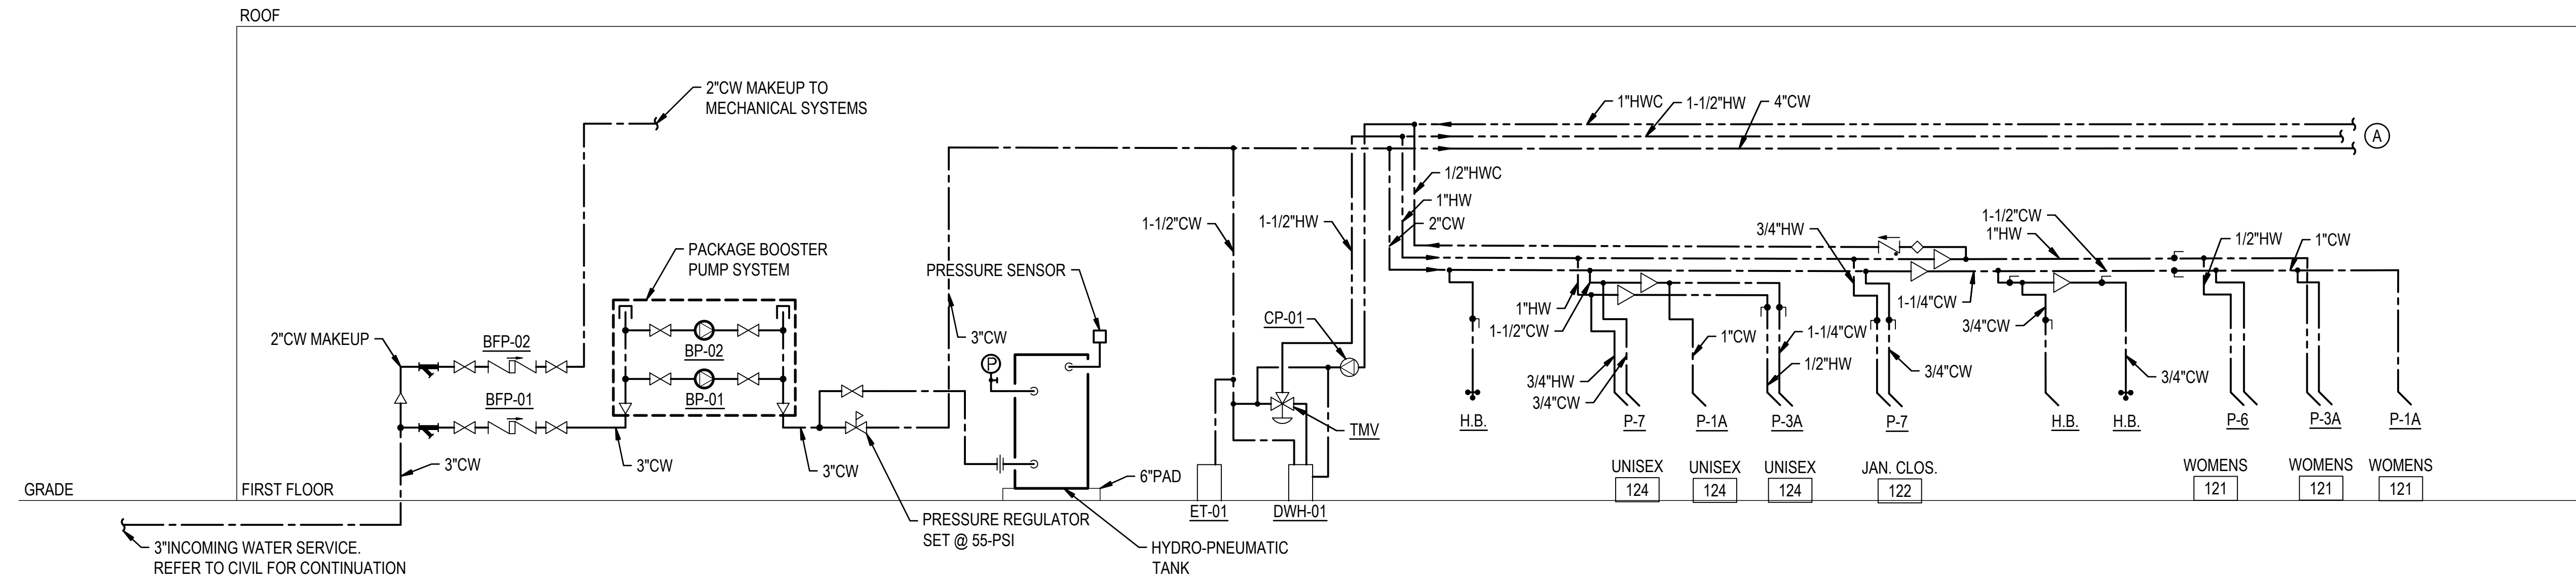 ROOF
2"CW MAKEUP TO
MECHANICAL SYSTEMS
1"HWC
1-1/2"HW
4"CW
A
1/2"HWC
1"HW
2"CW
1-1/2"CW
1-1/2"HW
3/4"HW
1-1/2"CW
1"HW
1/2"HW
1"CW
PACKAGE BOOSTER
PUMP SYSTEM
PRESSURE SENSOR
1"HW
1-1/2"CW
1-1/4"CW
3/4"CW
2"CW MAKEUP
BFP-02
BP-02
3"CW
P
CP-01
1"CW
1-1/4"CW
1/2"HW
3/4"CW
3/4"CW
3/4"HW
3/4"CW
BFP-01
BP-01
TMV
H.B.
P-7
P-1A
P-3A
P-7
H.B.
H.B.
P-6
P-3A
P-1A
3"CW
3"CW
3"CW
6"PAD
UNISEX
124
UNISEX
124
UNISEX
124
JAN. CLOS.
122
WOMENS
121
WOMENS
121
WOMENS
121
GRADE
FIRST FLOOR
ET-01
DWH-01
PRESSURE REGULATOR
SET @ 55-PSI
HYDRO-PNEUMATIC
TANK
3"INCOMING WATER SERVICE.
REFER TO CIVIL FOR CONTINUATION